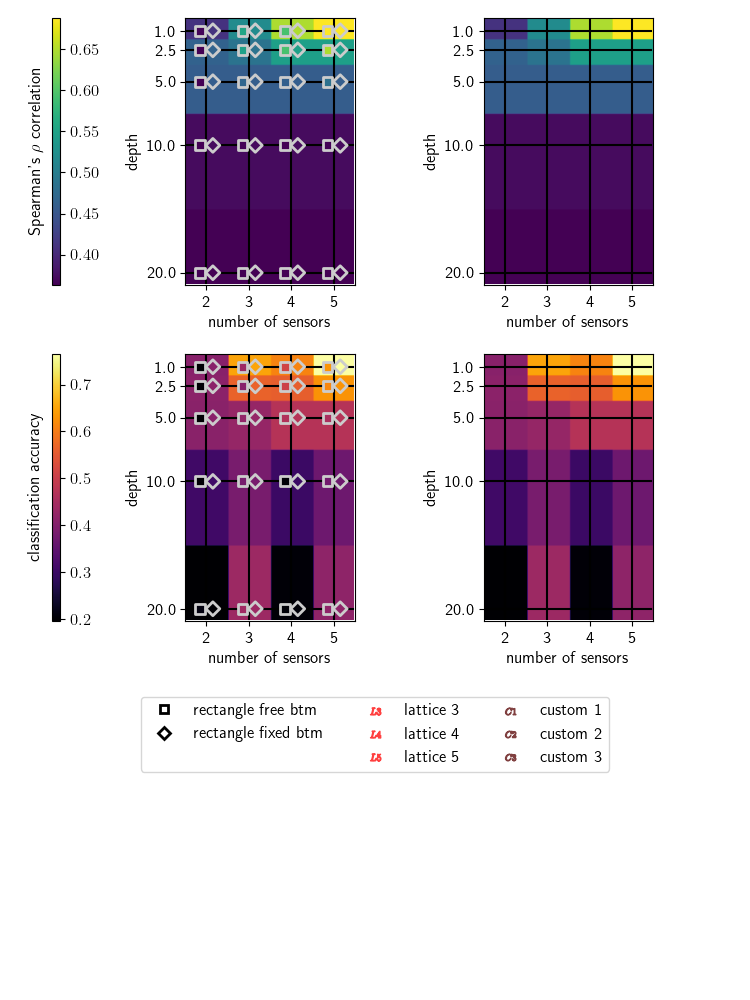 Spearman's ρ correlation
0.65
0.60
0.55
0.50
0.45
0.40
depth
1.0
2.5
5.0
10.0
20.0
2 3 4 5
number of sensors
depth
1.0
2.5
5.0
10.0
20.0
2 3 4 5
number of sensors
classification accuracy
0.7
0.6
0.5
0.4
0.3
0.2
depth
1.0
2.5
5.0
10.0
20.0
2 3 4 5
number of sensors
depth
1.0
2.5
5.0
10.0
20.0
2 3 4 5
number of sensors
rectangle free btm L3 lattice 3 C1 custom 1
rectangle fixed btm L4 lattice 4 C2 custom 2
L5 lattice 5 C3 custom 3